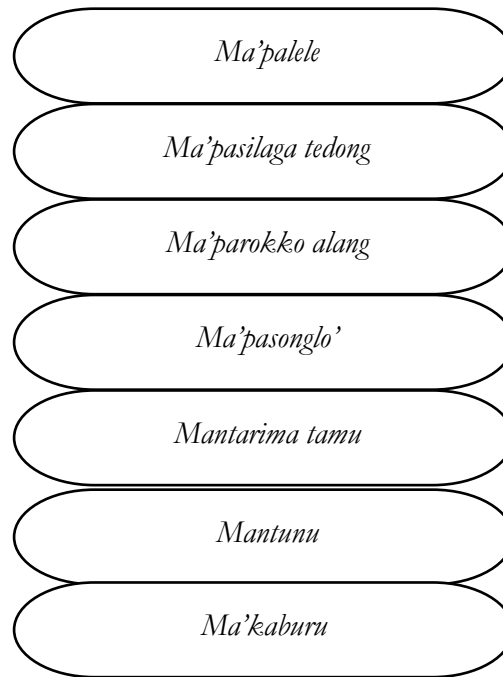 Ma’palele
Ma’pasilaga tedong
Ma’parokko alang
Ma’pasonglo’
Mantarima tamu
Mantunu
Ma’kaburu